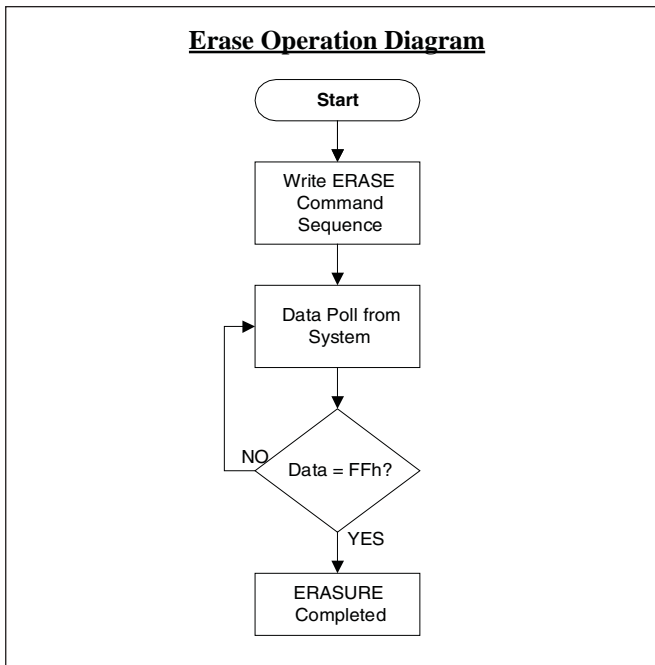 Erase Operation Diagram
Start
Write ERASE
Command
Sequence
Data Poll from
System
NO
Data = FFh?
YES
ERASURE
Completed